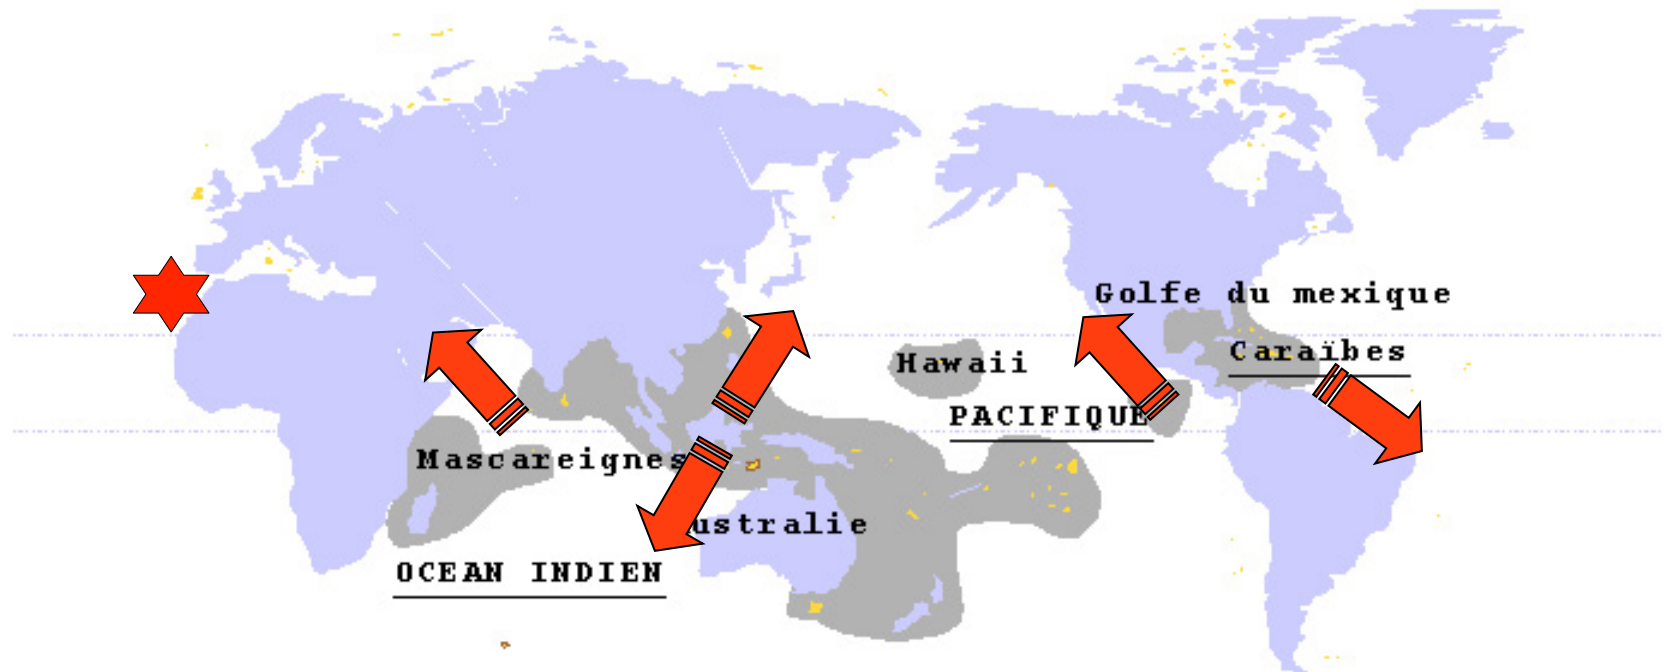 Golfe du mexique
Caraïbes
Hawaii
PACIFIQUE
Mascareignes
ustralie
OCEAN INDIEN